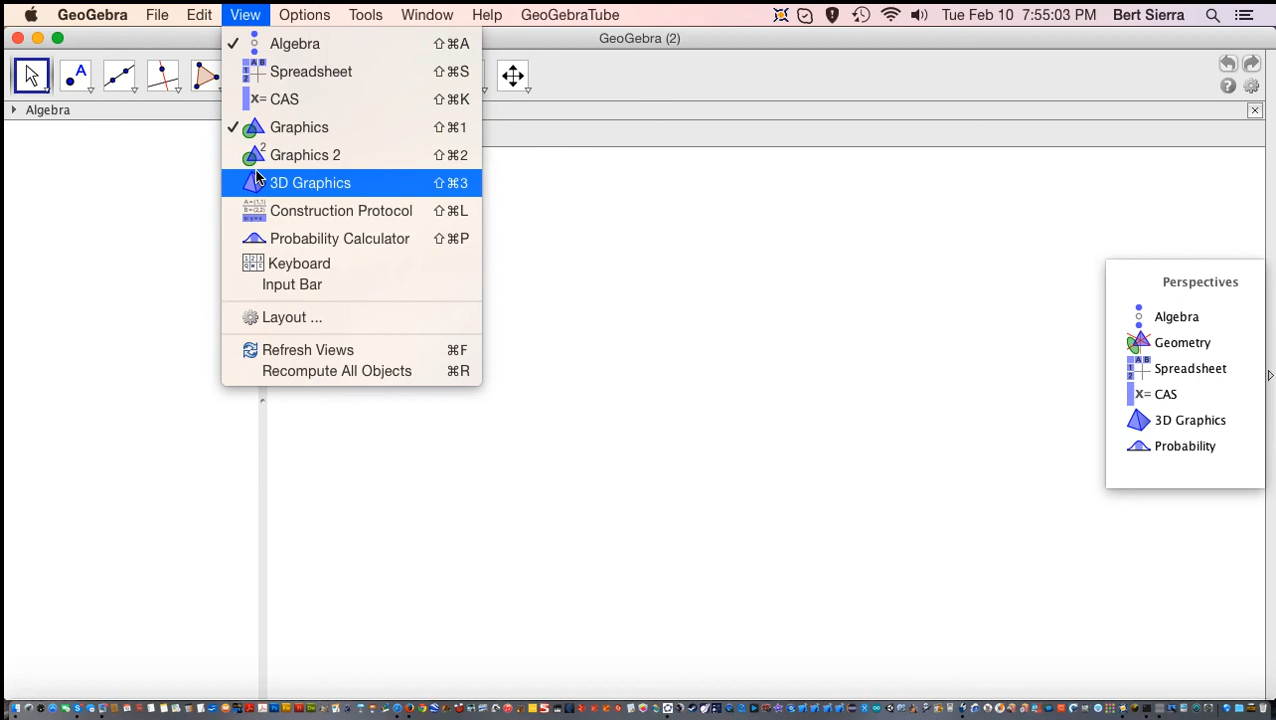 GeoGebra File Edit View Options Tools Window Help GeoGebraTube Tue Feb 10 7:55:03 PM Bert Sierra
GeoGebra (2)
Algebra
✓ Algebra ⇧⌘A
Spreadsheet ⇧⌘S
CAS ⇧⌘K
✓ Graphics ⇧⌘1
Graphics 2 ⇧⌘2
3D Graphics ⇧⌘3
Construction Protocol ⇧⌘L
Probability Calculator ⇧⌘P
Keyboard
Input Bar
Layout ...
Refresh Views ⌘F
Recompute All Objects ⌘R
Perspectives
Algebra
Geometry
Spreadsheet
CAS
3D Graphics
Probability